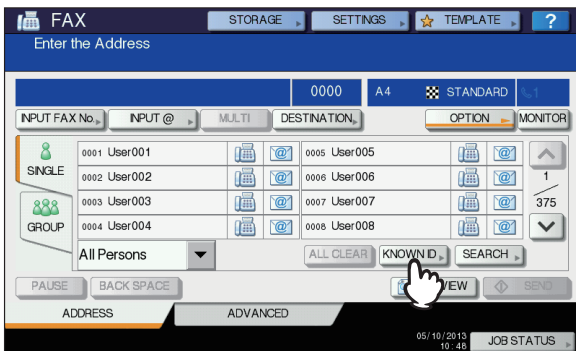 FAX STORAGE SETTINGS TEMPLATE ?
Enter the Address
0000 A4 STANDARD 1
INPUT FAX No. INPUT @ MULTI DESTINATION OPTION MONITOR
SINGLE
0001 User001 @ 0005 User005 @
0002 User002 @ 0006 User006 @
1
0003 User003 @ 0007 User007 @
375
GROUP
0004 User004 @ 0008 User008 @
All Persons ALL CLEAR KNOWN ID SEARCH
PAUSE BACK SPACE SEND
ADDRESS ADVANCED
05/10/2013
10:48
JOB STATUS